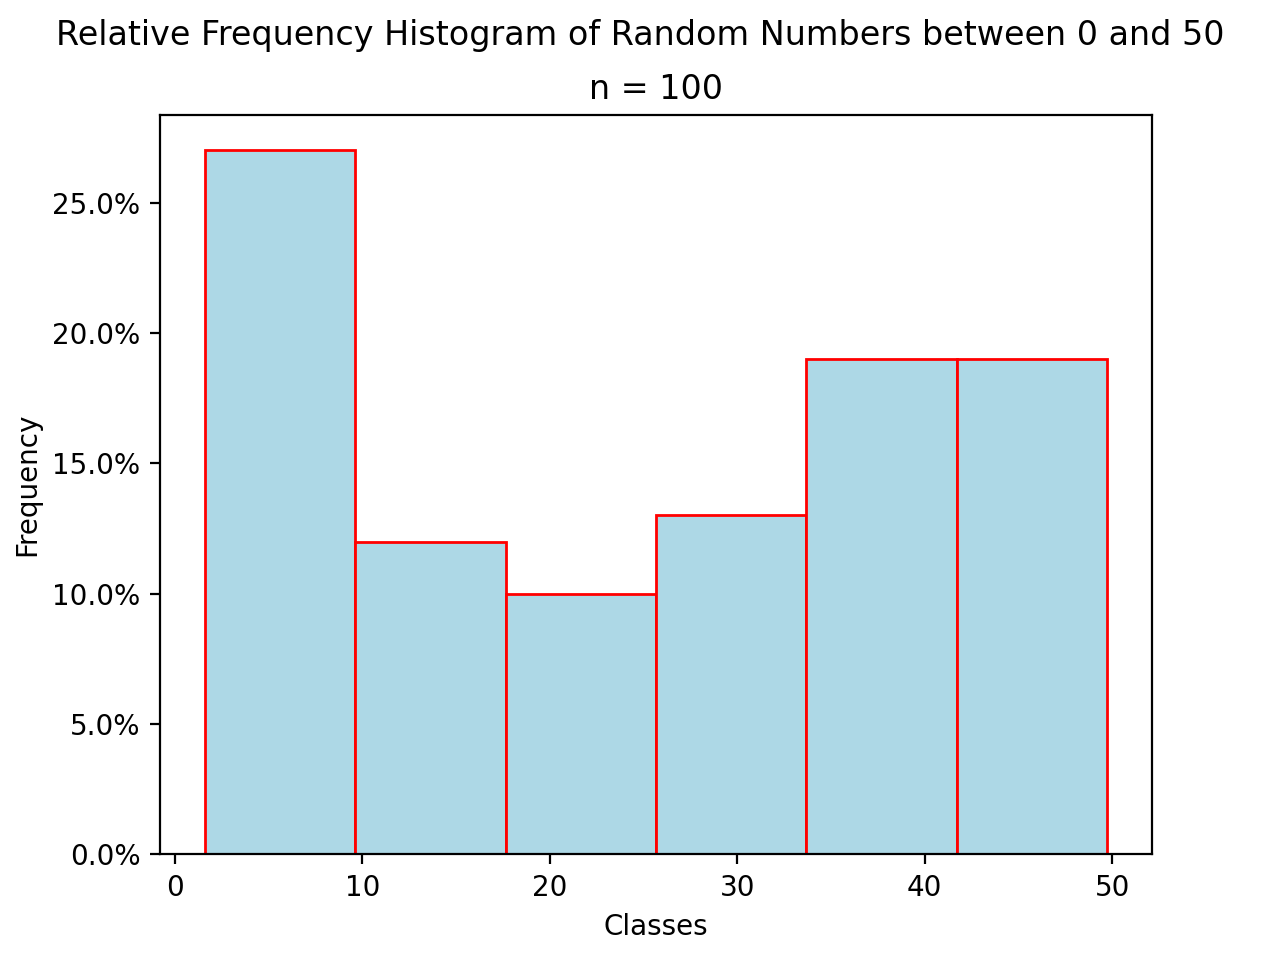 Relative Frequency Histogram of Random Numbers between 0 and 50
n = 100
25.0%
20.0%
15.0%
10.0%
5.0%
0.0%
Frequency
0 10 20 30 40 50
Classes